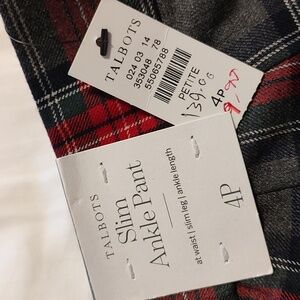 TALBOTS
024 03 14
353048 78
55065788
PETITE
4P
139.00
9.97
TALBOTS
Slim
Ankle Pant
at waist | slim leg | ankle length
4P